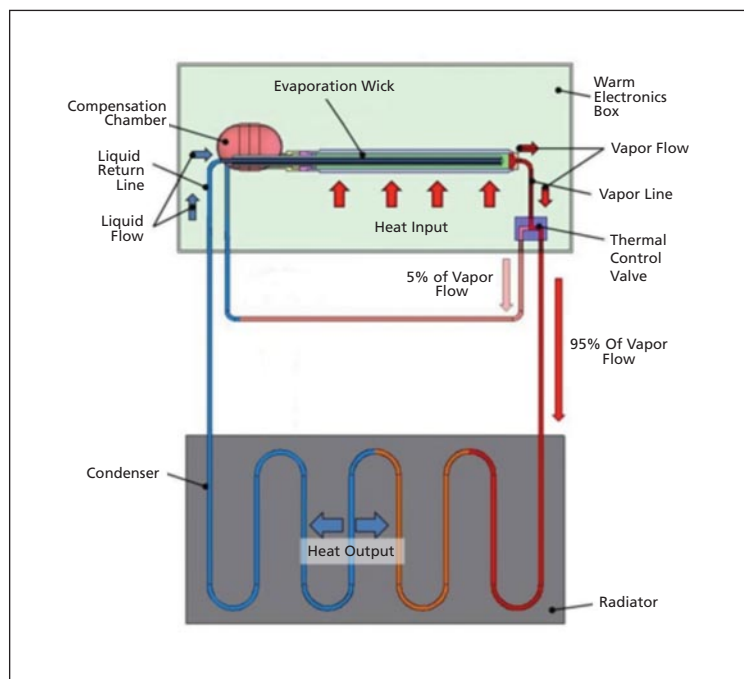 Evaporation Wick
Warm
Electronics
Box
Compensation
Chamber
Vapor Flow
Liquid
Return
Line
Vapor Line
Liquid
Flow
Heat Input
Thermal
Control
Valve
5% of Vapor
Flow
95% Of Vapor
Flow
Condenser
Heat Output
Radiator